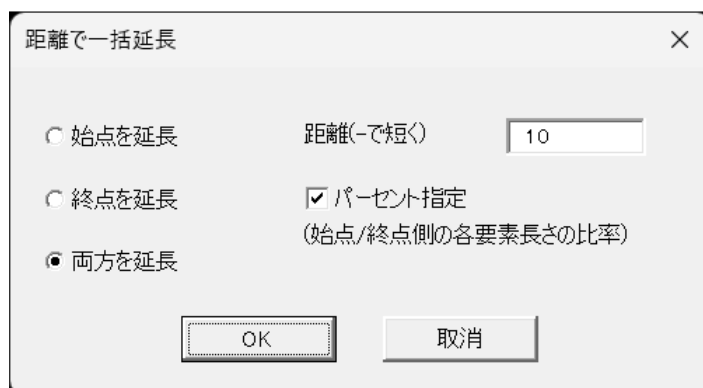 距離で一括延長
始点を延長
距離(-で短く)
10
終点を延長
パーセント指定
(始点/終点側の各要素長さの比率)
両方を延長
OK
取消